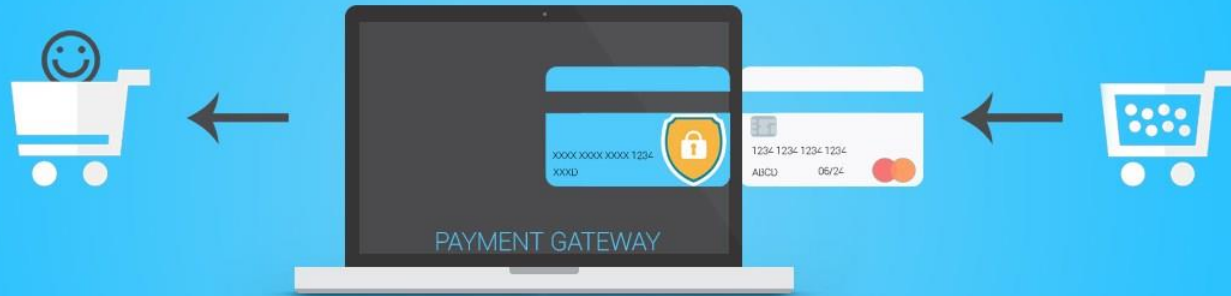 XXXX XXXX XXXX 1234
XXXD
1234 1234 1234 1234
ABCD 06/24
PAYMENT GATEWAY